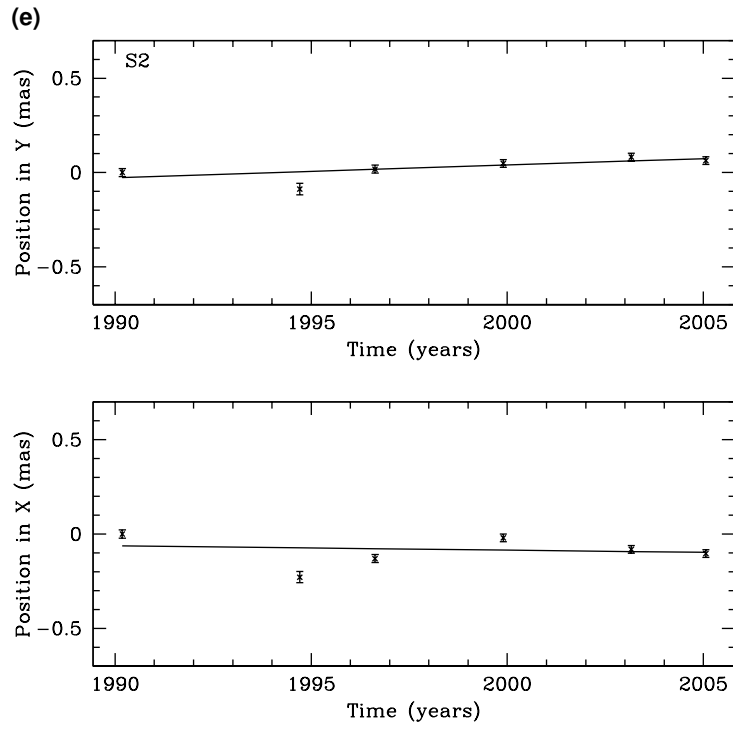 (e)
S2
Position in Y (mas)
0.5
0
−0.5
1990 1995 2000 2005
Time (years)
Position in X (mas)
0.5
0
−0.5
1990 1995 2000 2005
Time (years)